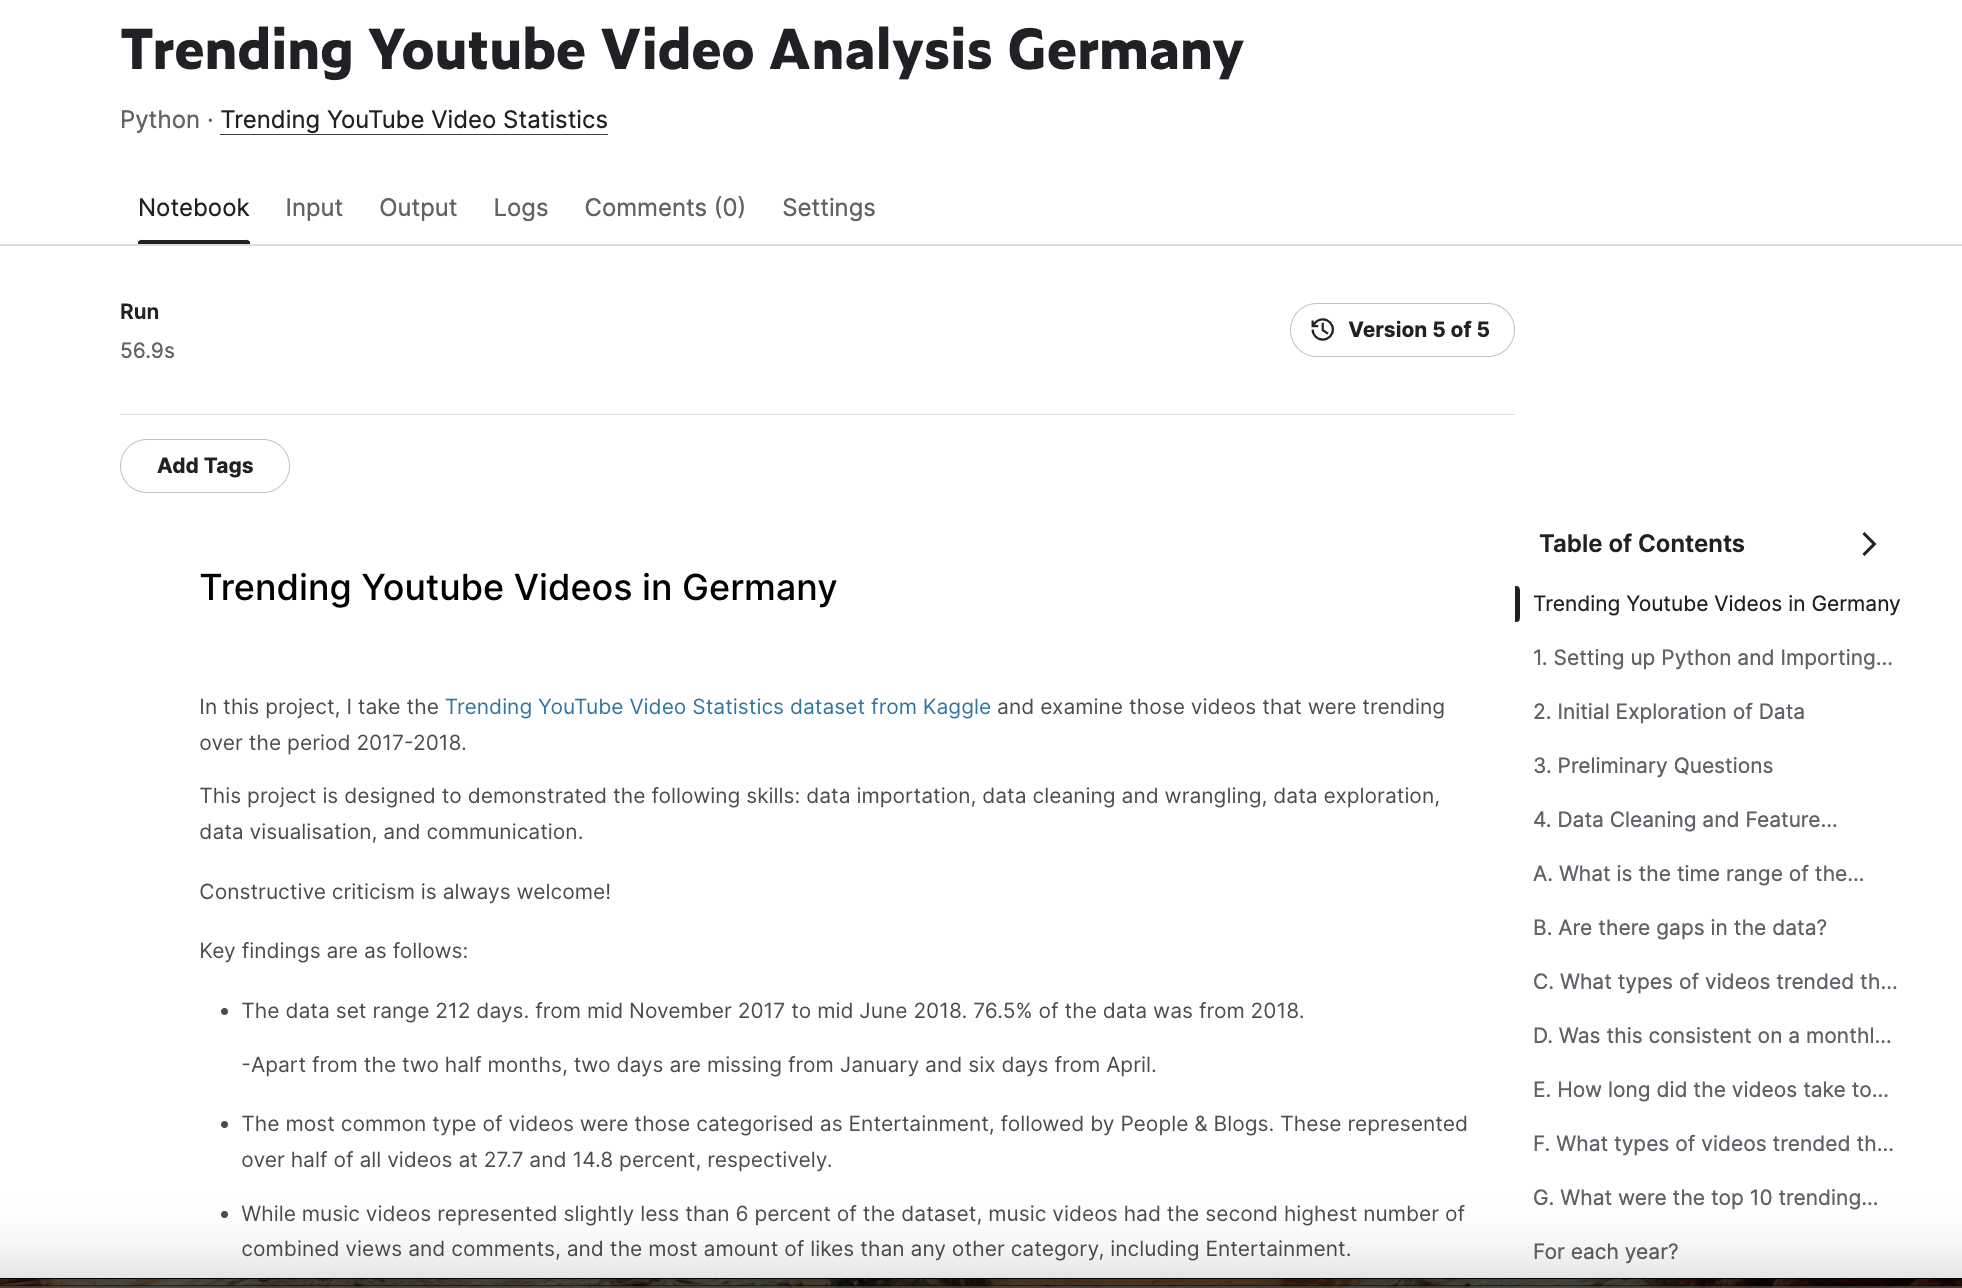 Trending Youtube Video Analysis Germany
Python · Trending YouTube Video Statistics
Notebook Input Output Logs Comments (0) Settings
Run
56.9s
Version 5 of 5
Add Tags
Trending Youtube Videos in Germany
In this project, I take the Trending YouTube Video Statistics dataset from Kaggle and examine those videos that were trending
over the period 2017-2018.
This project is designed to demonstrated the following skills: data importation, data cleaning and wrangling, data exploration,
data visualisation, and communication.
Constructive criticism is always welcome!
Key findings are as follows:
• The data set range 212 days. from mid November 2017 to mid June 2018. 76.5% of the data was from 2018.
-Apart from the two half months, two days are missing from January and six days from April.
• The most common type of videos were those categorised as Entertainment, followed by People & Blogs. These represented
over half of all videos at 27.7 and 14.8 percent, respectively.
• While music videos represented slightly less than 6 percent of the dataset, music videos had the second highest number of
combined views and comments, and the most amount of likes than any other category, including Entertainment.
Table of Contents
Trending Youtube Videos in Germany
1. Setting up Python and Importing...
2. Initial Exploration of Data
3. Preliminary Questions
4. Data Cleaning and Feature...
A. What is the time range of the...
B. Are there gaps in the data?
C. What types of videos trended th...
D. Was this consistent on a monthl...
E. How long did the videos take to...
F. What types of videos trended th...
G. What were the top 10 trending...
For each year?